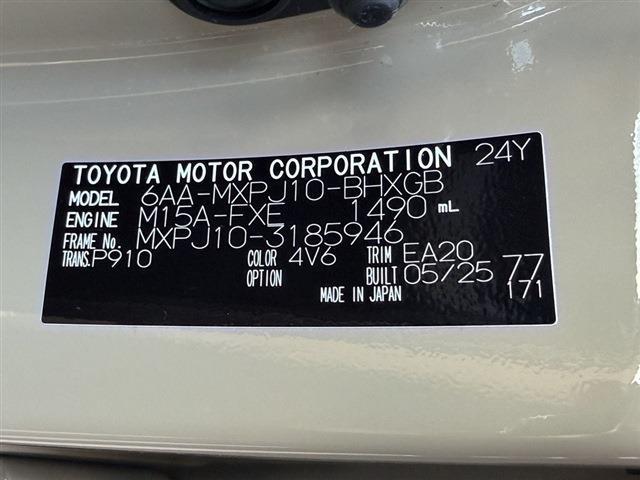 TOYOTA MOTOR CORPORATION 24Y
MODEL 6AA-MXPJ10-BHXGB
ENGINE M15A-FXE 1490 mL
FRAME No. MXPJ10-3185946
TRANS. P910 COLOR 4V6 TRIM EA20
OPTION BUILT 05/25 77
MADE IN JAPAN 171